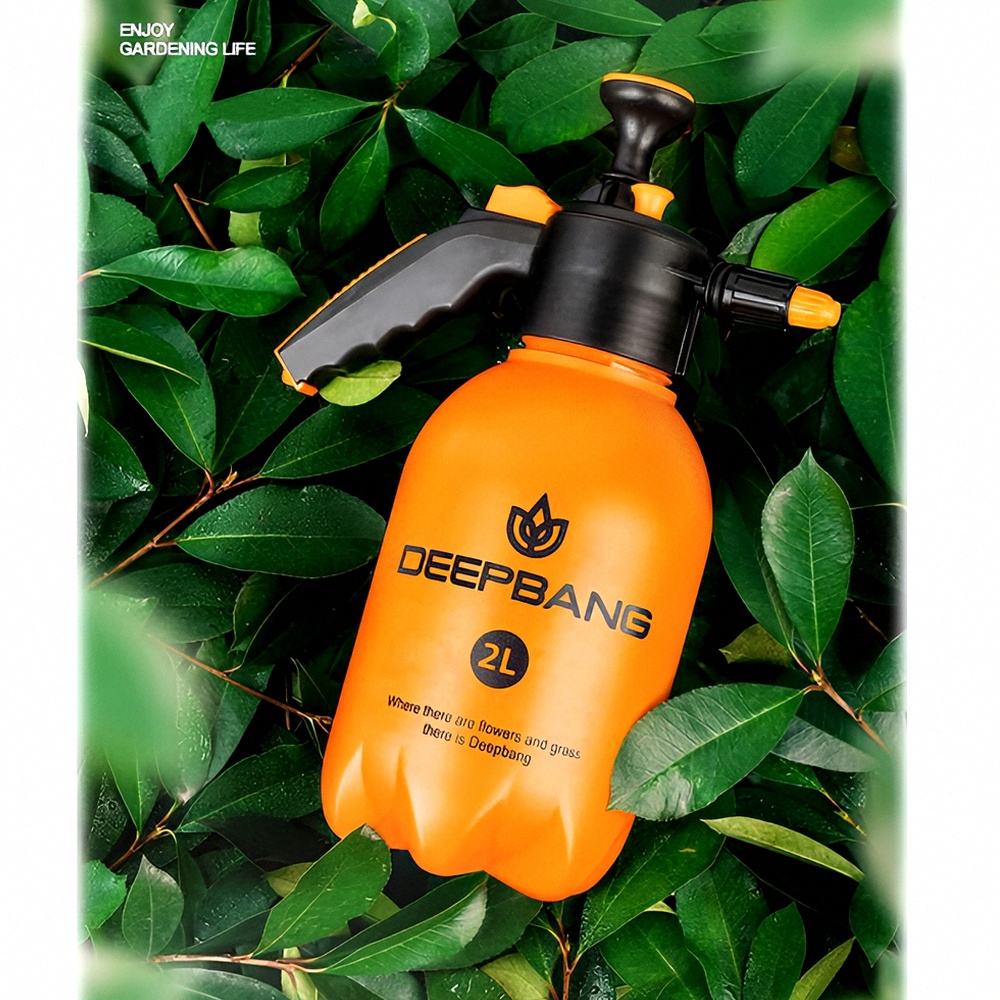 ENJOY
GARDENING LIFE
DEEPBANG
2L
Where there are flowers and grass
there is Deepbang